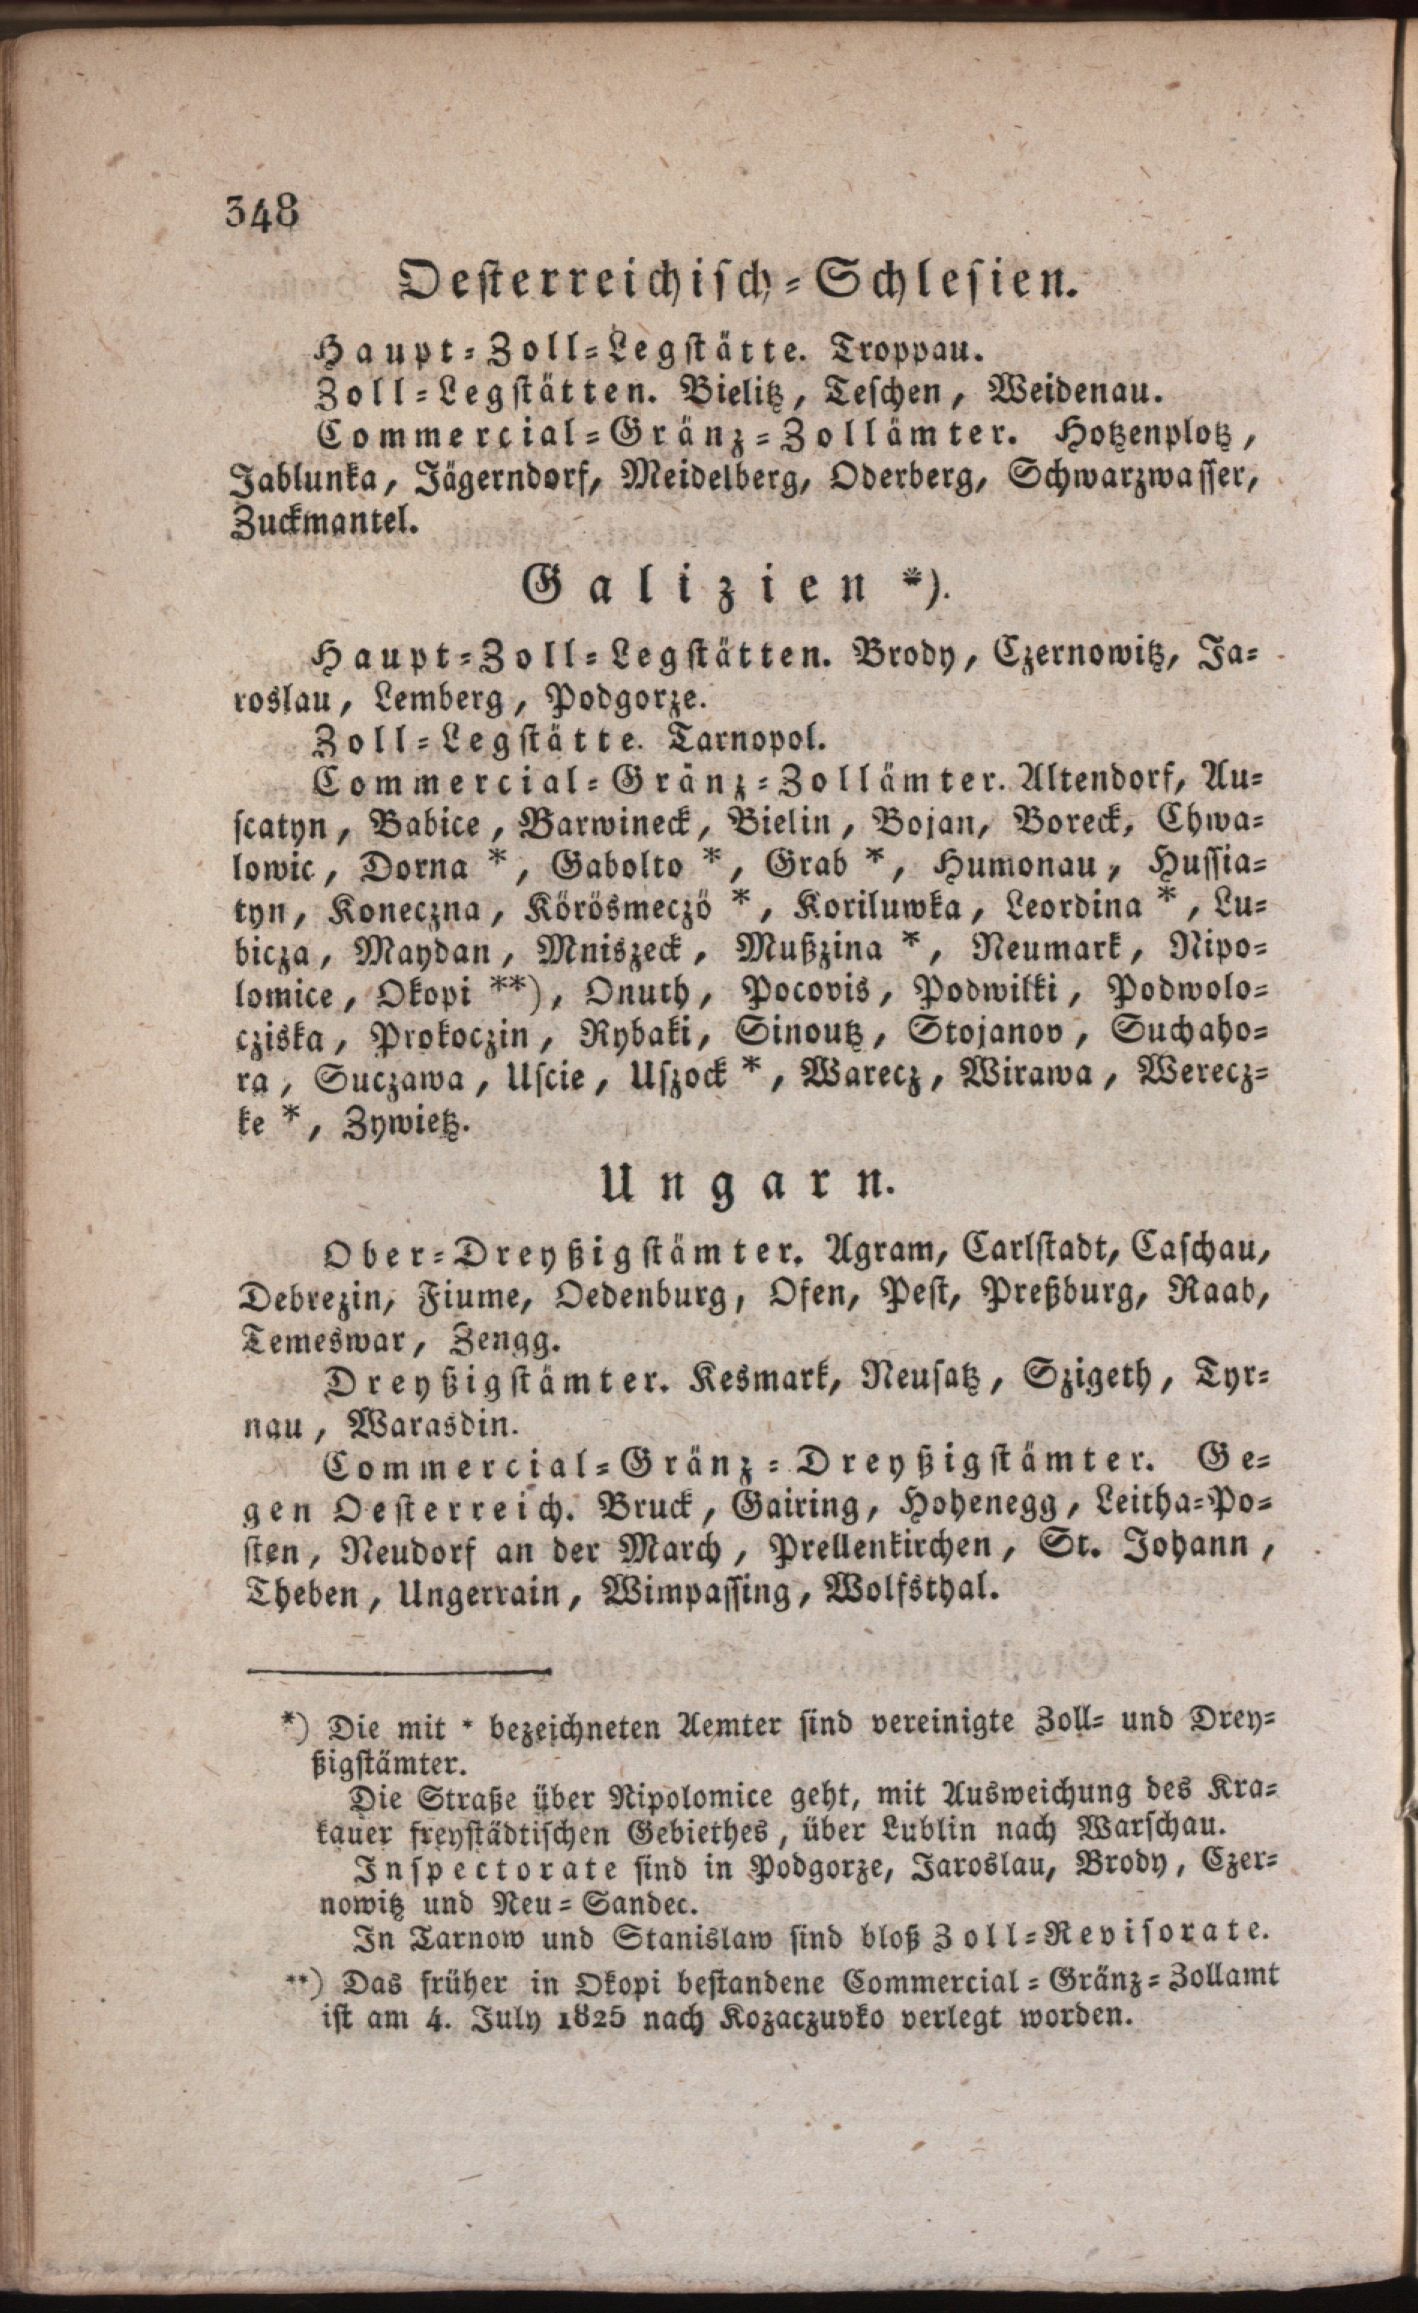 348
Oesterreichisch-Schlesien.
Haupt-Zoll-Legstätte. Troppau.
Zoll-Legstätten. Bielitz, Teschen, Weidenau.
Commercial-Gränz-Zollämter. Hotzenplotz,
Jablunka, Jägerndorf, Meidelberg, Oderberg, Schwarzwasser,
Zuckmantel.
Galizien *).
Haupt-Zoll-Legstätten. Brody, Czernowitz, Ja-
roslau, Lemberg, Podgorze.
Zoll-Legstätte. Tarnopol.
Commercial-Gränz-Zollämter. Altendorf, Au-
scatyn, Babice, Barwineck, Bielin, Bojan, Boreck, Chwa-
lowic, Dorna *, Gabolto *, Grab *, Humonau, Hussia-
tyn, Koneczna, Körösmeczö *, Koriluwka, Leordina *, Lu-
bicza, Maydan, Mniszeck, Mußzina *, Neumark, Nipo-
lomice, Okopi **), Onuth, Pocovis, Podwilki, Podwolo-
cziska, Prokoczin, Rybaki, Sinoutz, Stojanov, Suchaho-
ra, Suczawa, Uscie, Uszock *, Warecz, Wirawa, Werecz-
ke *, Zywietz.
Ungarn.
Ober-Dreyßigstämter. Agram, Carlstadt, Caschau,
Debrezin, Fiume, Oedenburg, Ofen, Pest, Preßburg, Raab,
Temeswar, Zengg.
Dreyßigstämter. Kesmark, Neusatz, Szigeth, Tyr-
nau, Warasdin.
Commercial-Gränz-Dreyßigstämter. Ge-
gen Oesterreich. Bruck, Gairing, Hohenegg, Leitha-Po-
sten, Neudorf an der March, Prellenkirchen, St. Johann,
Theben, Ungerrain, Wimpassing, Wolfsthal.
*) Die mit * bezeichneten Aemter sind vereinigte Zoll- und Drey-
ßigstämter.
Die Straße über Nipolomice geht, mit Ausweichung des Kra-
kauer freystädtischen Gebiethes, über Lublin nach Warschau.
Inspectorate sind in Podgorze, Jaroslau, Brody, Czer-
nowitz und Neu-Sandec.
In Tarnow und Stanislaw sind bloß Zoll-Revisorate.
**) Das früher in Okopi bestandene Commercial-Gränz-Zollamt
ist am 4. July 1825 nach Kozaczuvko verlegt worden.